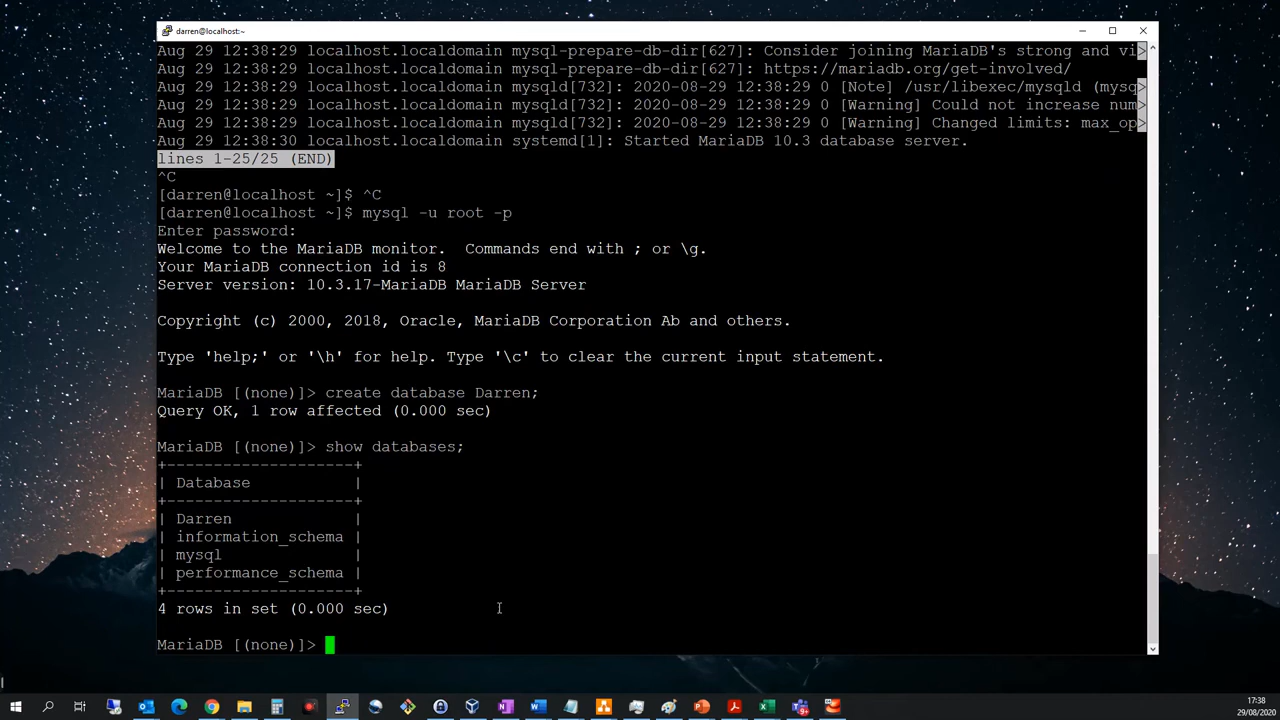 darren@localhost:~
Aug 29 12:38:29 localhost.localdomain mysql-prepare-db-dir[627]: Consider joining MariaDB's strong and vi>
Aug 29 12:38:29 localhost.localdomain mysql-prepare-db-dir[627]: https://mariadb.org/get-involved/
Aug 29 12:38:29 localhost.localdomain mysqld[732]: 2020-08-29 12:38:29 0 [Note] /usr/libexec/mysqld (mysq>
Aug 29 12:38:29 localhost.localdomain mysqld[732]: 2020-08-29 12:38:29 0 [Warning] Could not increase num>
Aug 29 12:38:29 localhost.localdomain mysqld[732]: 2020-08-29 12:38:29 0 [Warning] Changed limits: max_op>
Aug 29 12:38:30 localhost.localdomain systemd[1]: Started MariaDB 10.3 database server.
lines 1-25/25 (END)
^C
[darren@localhost ~]$ ^C
[darren@localhost ~]$ mysql -u root -p
Enter password:
Welcome to the MariaDB monitor.  Commands end with ; or \g.
Your MariaDB connection id is 8
Server version: 10.3.17-MariaDB MariaDB Server
Copyright (c) 2000, 2018, Oracle, MariaDB Corporation Ab and others.
Type 'help;' or '\h' for help. Type '\c' to clear the current input statement.
MariaDB [(none)]> create database Darren;
Query OK, 1 row affected (0.000 sec)
MariaDB [(none)]> show databases;
+--------------------+
| Database           |
+--------------------+
| Darren             |
| information_schema |
| mysql              |
| performance_schema |
+--------------------+
4 rows in set (0.000 sec)
MariaDB [(none)]>
17:38
29/08/2020